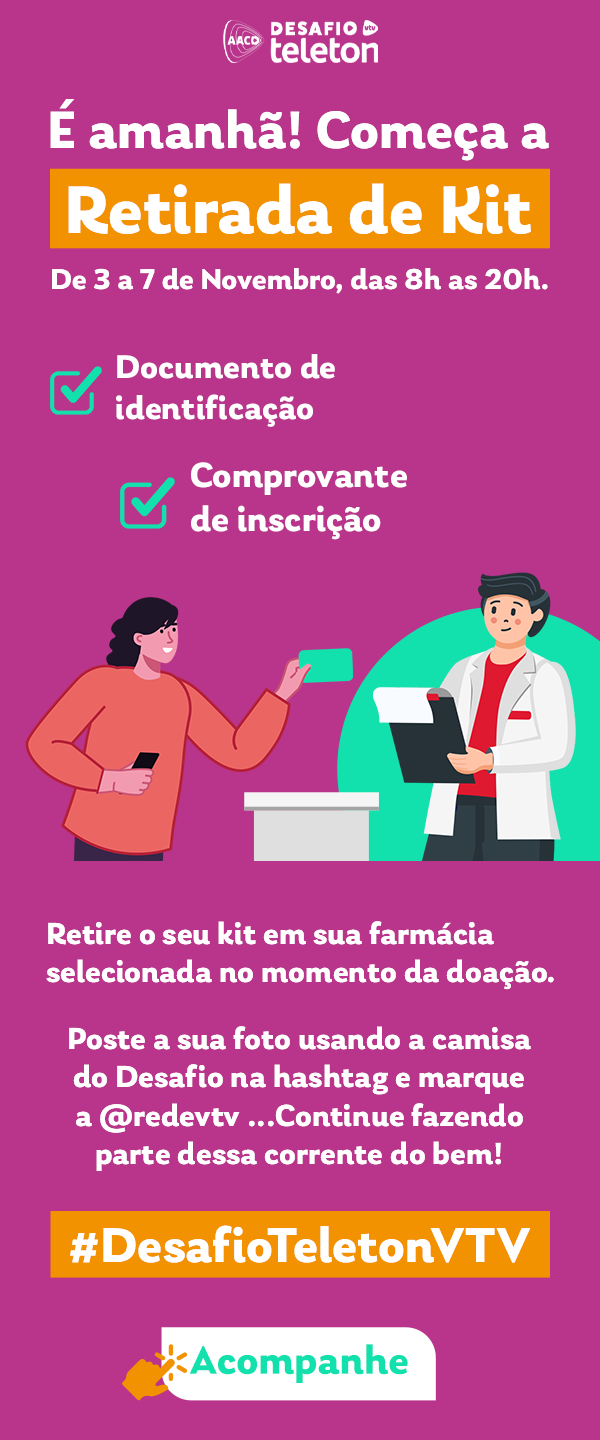 AACD
DESAFIO vtv
teleton
É amanhã! Começa a
Retirada de Kit
De 3 a 7 de Novembro, das 8h as 20h.
Documento de
identificação
Comprovante
de inscrição
Retire o seu kit em sua farmácia
selecionada no momento da doação.
Poste a sua foto usando a camisa
do Desafio na hashtag e marque
a @redevtv ...Continue fazendo
parte dessa corrente do bem!
#DesafioTeletonVTV
Acompanhe